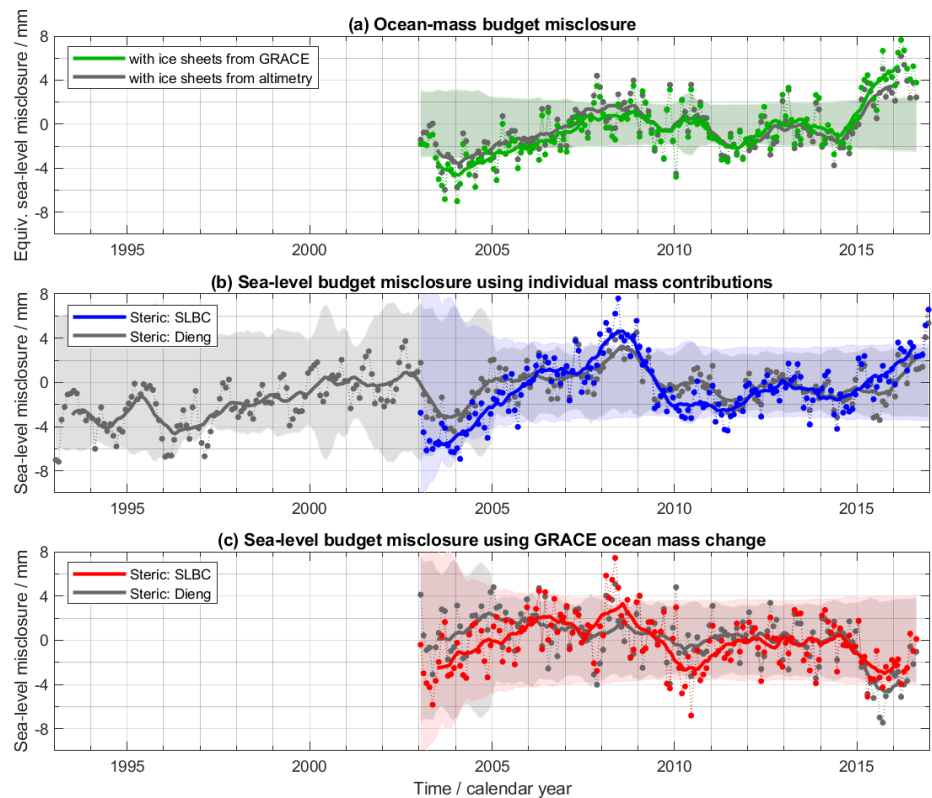 (a) Ocean-mass budget misclosure
Equiv. sea-level misclosure / mm
8
4
0
-4
-8
with ice sheets from GRACE
with ice sheets from altimetry
1995 2000 2005 2010 2015
(b) Sea-level budget misclosure using individual mass contributions
Sea-level misclosure / mm
8
4
0
-4
-8
Steric: SLBC
Steric: Dieng
1995 2000 2005 2010 2015
(c) Sea-level budget misclosure using GRACE ocean mass change
Sea-level misclosure / mm
8
4
0
-4
-8
Steric: SLBC
Steric: Dieng
1995 2000 2005 2010 2015
Time / calendar year